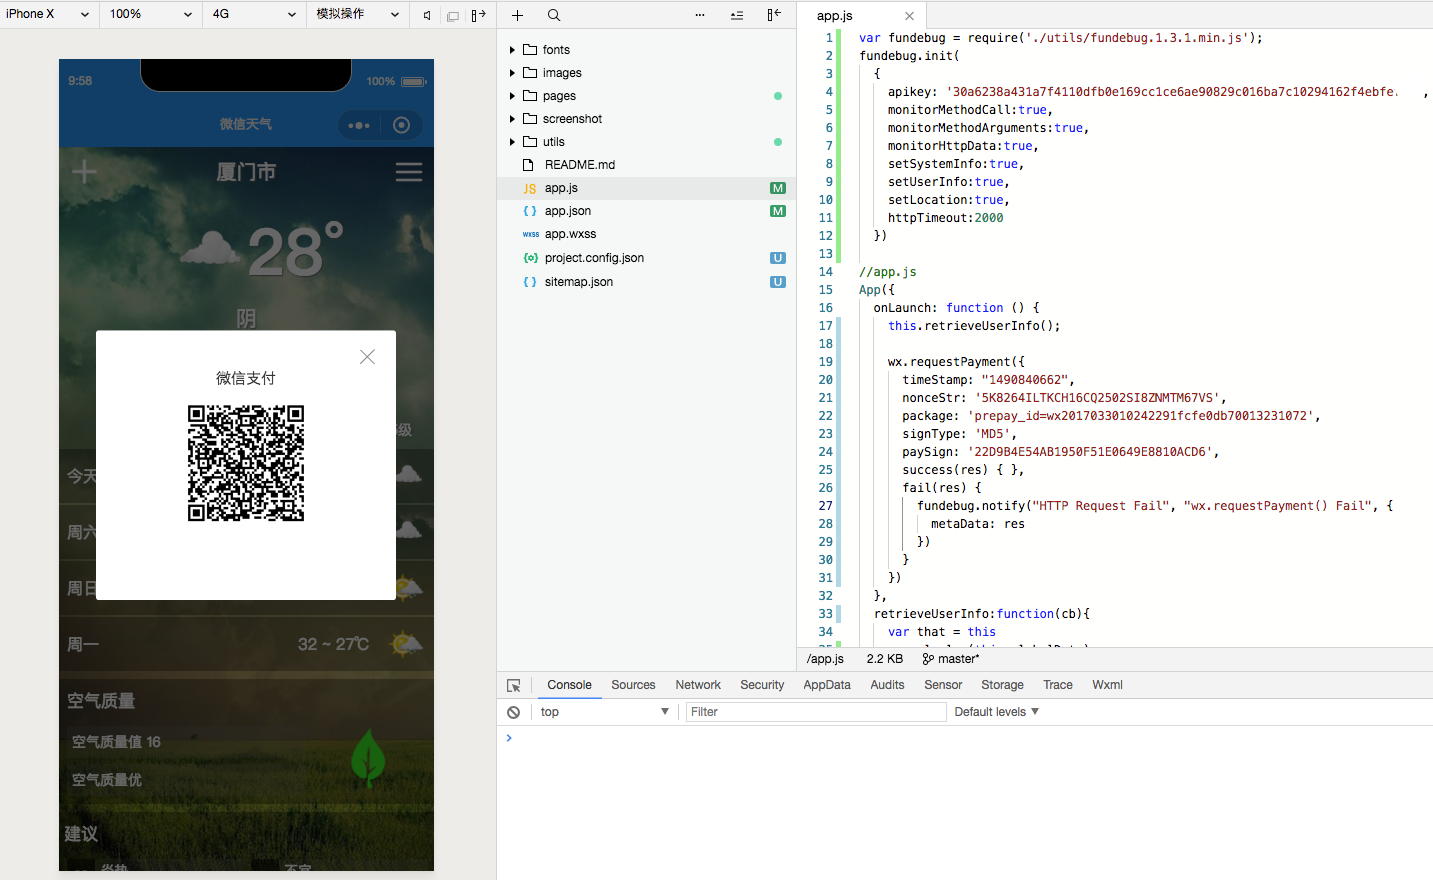 iPhone X 100% 4G 模拟操作
9:58 100%
微信天气
厦门市
28°
阴
微信支付
级
今天
周六
周日
周一 32 ~ 27℃
空气质量
空气质量值 16
空气质量优
建议
fonts
images
pages
screenshot
utils
README.md
JS app.js M
{ } app.json M
wxss app.wxss
{o} project.config.json U
{ } sitemap.json U
app.js
1 var fundebug = require('./utils/fundebug.1.3.1.min.js');
2 fundebug.init(
3 {
4 apikey: '30a6238a431a7f4110dfb0e169cc1ce6ae90829c016ba7c10294162f4ebfe. ,
5 monitorMethodCall:true,
6 monitorMethodArguments:true,
7 monitorHttpData:true,
8 setSystemInfo:true,
9 setUserInfo:true,
10 setLocation:true,
11 httpTimeout:2000
12 })
13
14 //app.js
15 App({
16 onLaunch: function () {
17 this.retrieveUserInfo();
18
19 wx.requestPayment({
20 timeStamp: "1490840662",
21 nonceStr: '5K8264ILTKCH16CQ2502SI8ZNMTM67VS',
22 package: 'prepay_id=wx2017033010242291fcfe0db70013231072',
23 signType: 'MD5',
24 paySign: '22D9B4E54AB1950F51E0649E8810ACD6',
25 success(res) { },
26 fail(res) {
27 fundebug.notify("HTTP Request Fail", "wx.requestPayment() Fail", {
28 metaData: res
29 })
30 }
31 })
32 },
33 retrieveUserInfo:function(cb){
34 var that = this
/app.js 2.2 KB master*
Console Sources Network Security AppData Audits Sensor Storage Trace Wxml
top Filter Default levels